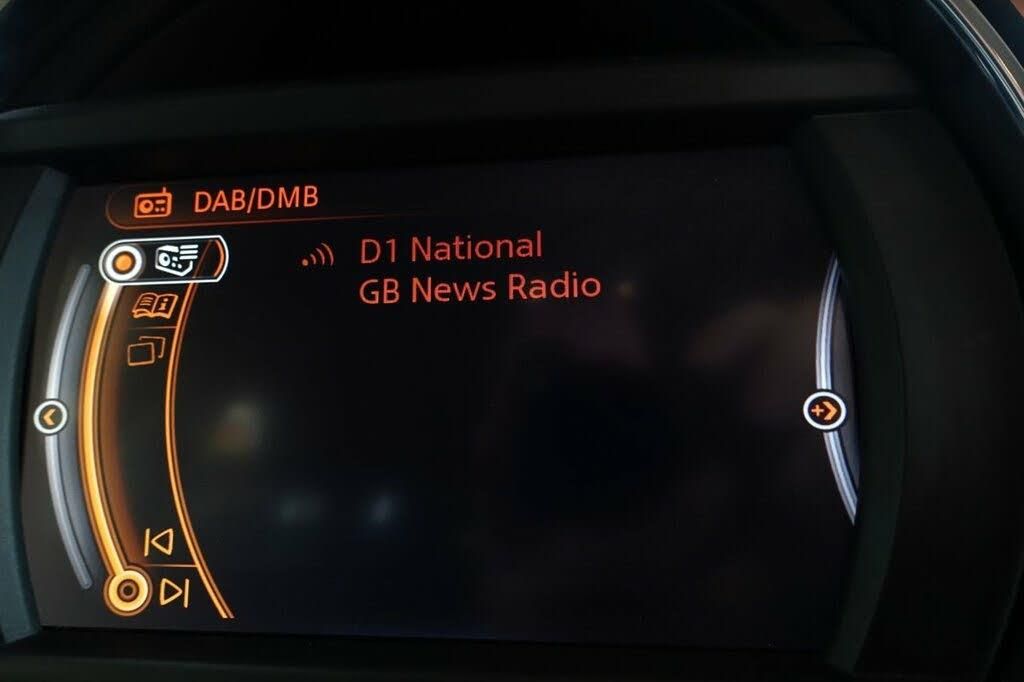 DAB/DMB
D1 National
GB News Radio